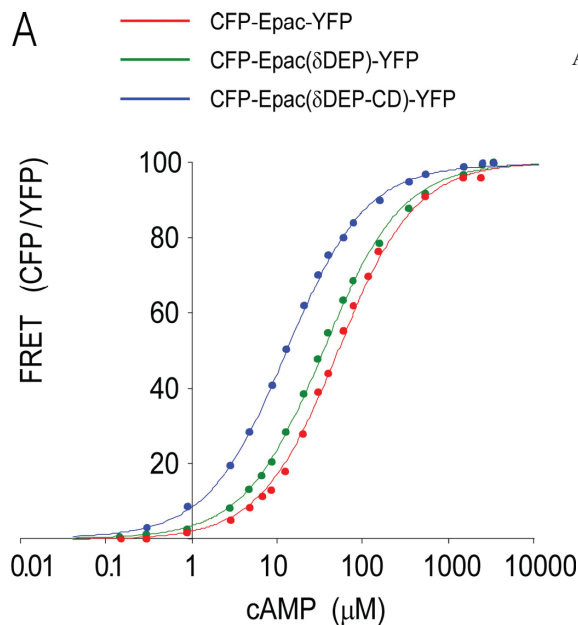 A
CFP-Epac-YFP
CFP-Epac(δDEP)-YFP
A
CFP-Epac(δDEP-CD)-YFP
FRET (CFP/YFP)
100
80
60
40
20
0.01 0.1 1 10 100 1000 10000
cAMP (μM)